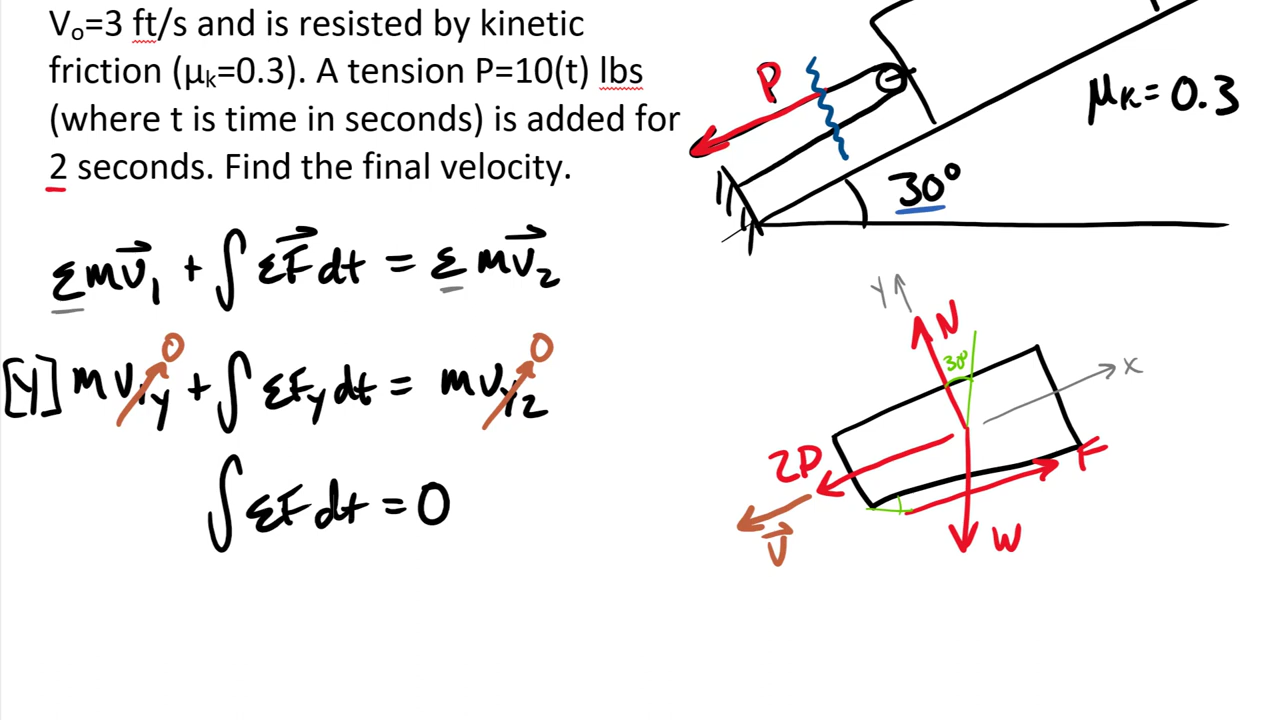 V₀=3 ft/s and is resisted by kinetic
friction (μₖ=0.3). A tension P=10(t) lbs
(where t is time in seconds) is added for
2 seconds. Find the final velocity.
P
μₖ = 0.3
30°
Σmv⃗₁ + ∫ΣF⃗dt = Σmv⃗₂
[Y] mv₁y 0 + ∫ΣFydt = mvy₂ 0
∫ΣFdt = 0
Y
N
30°
X
2P
F
V⃗
W